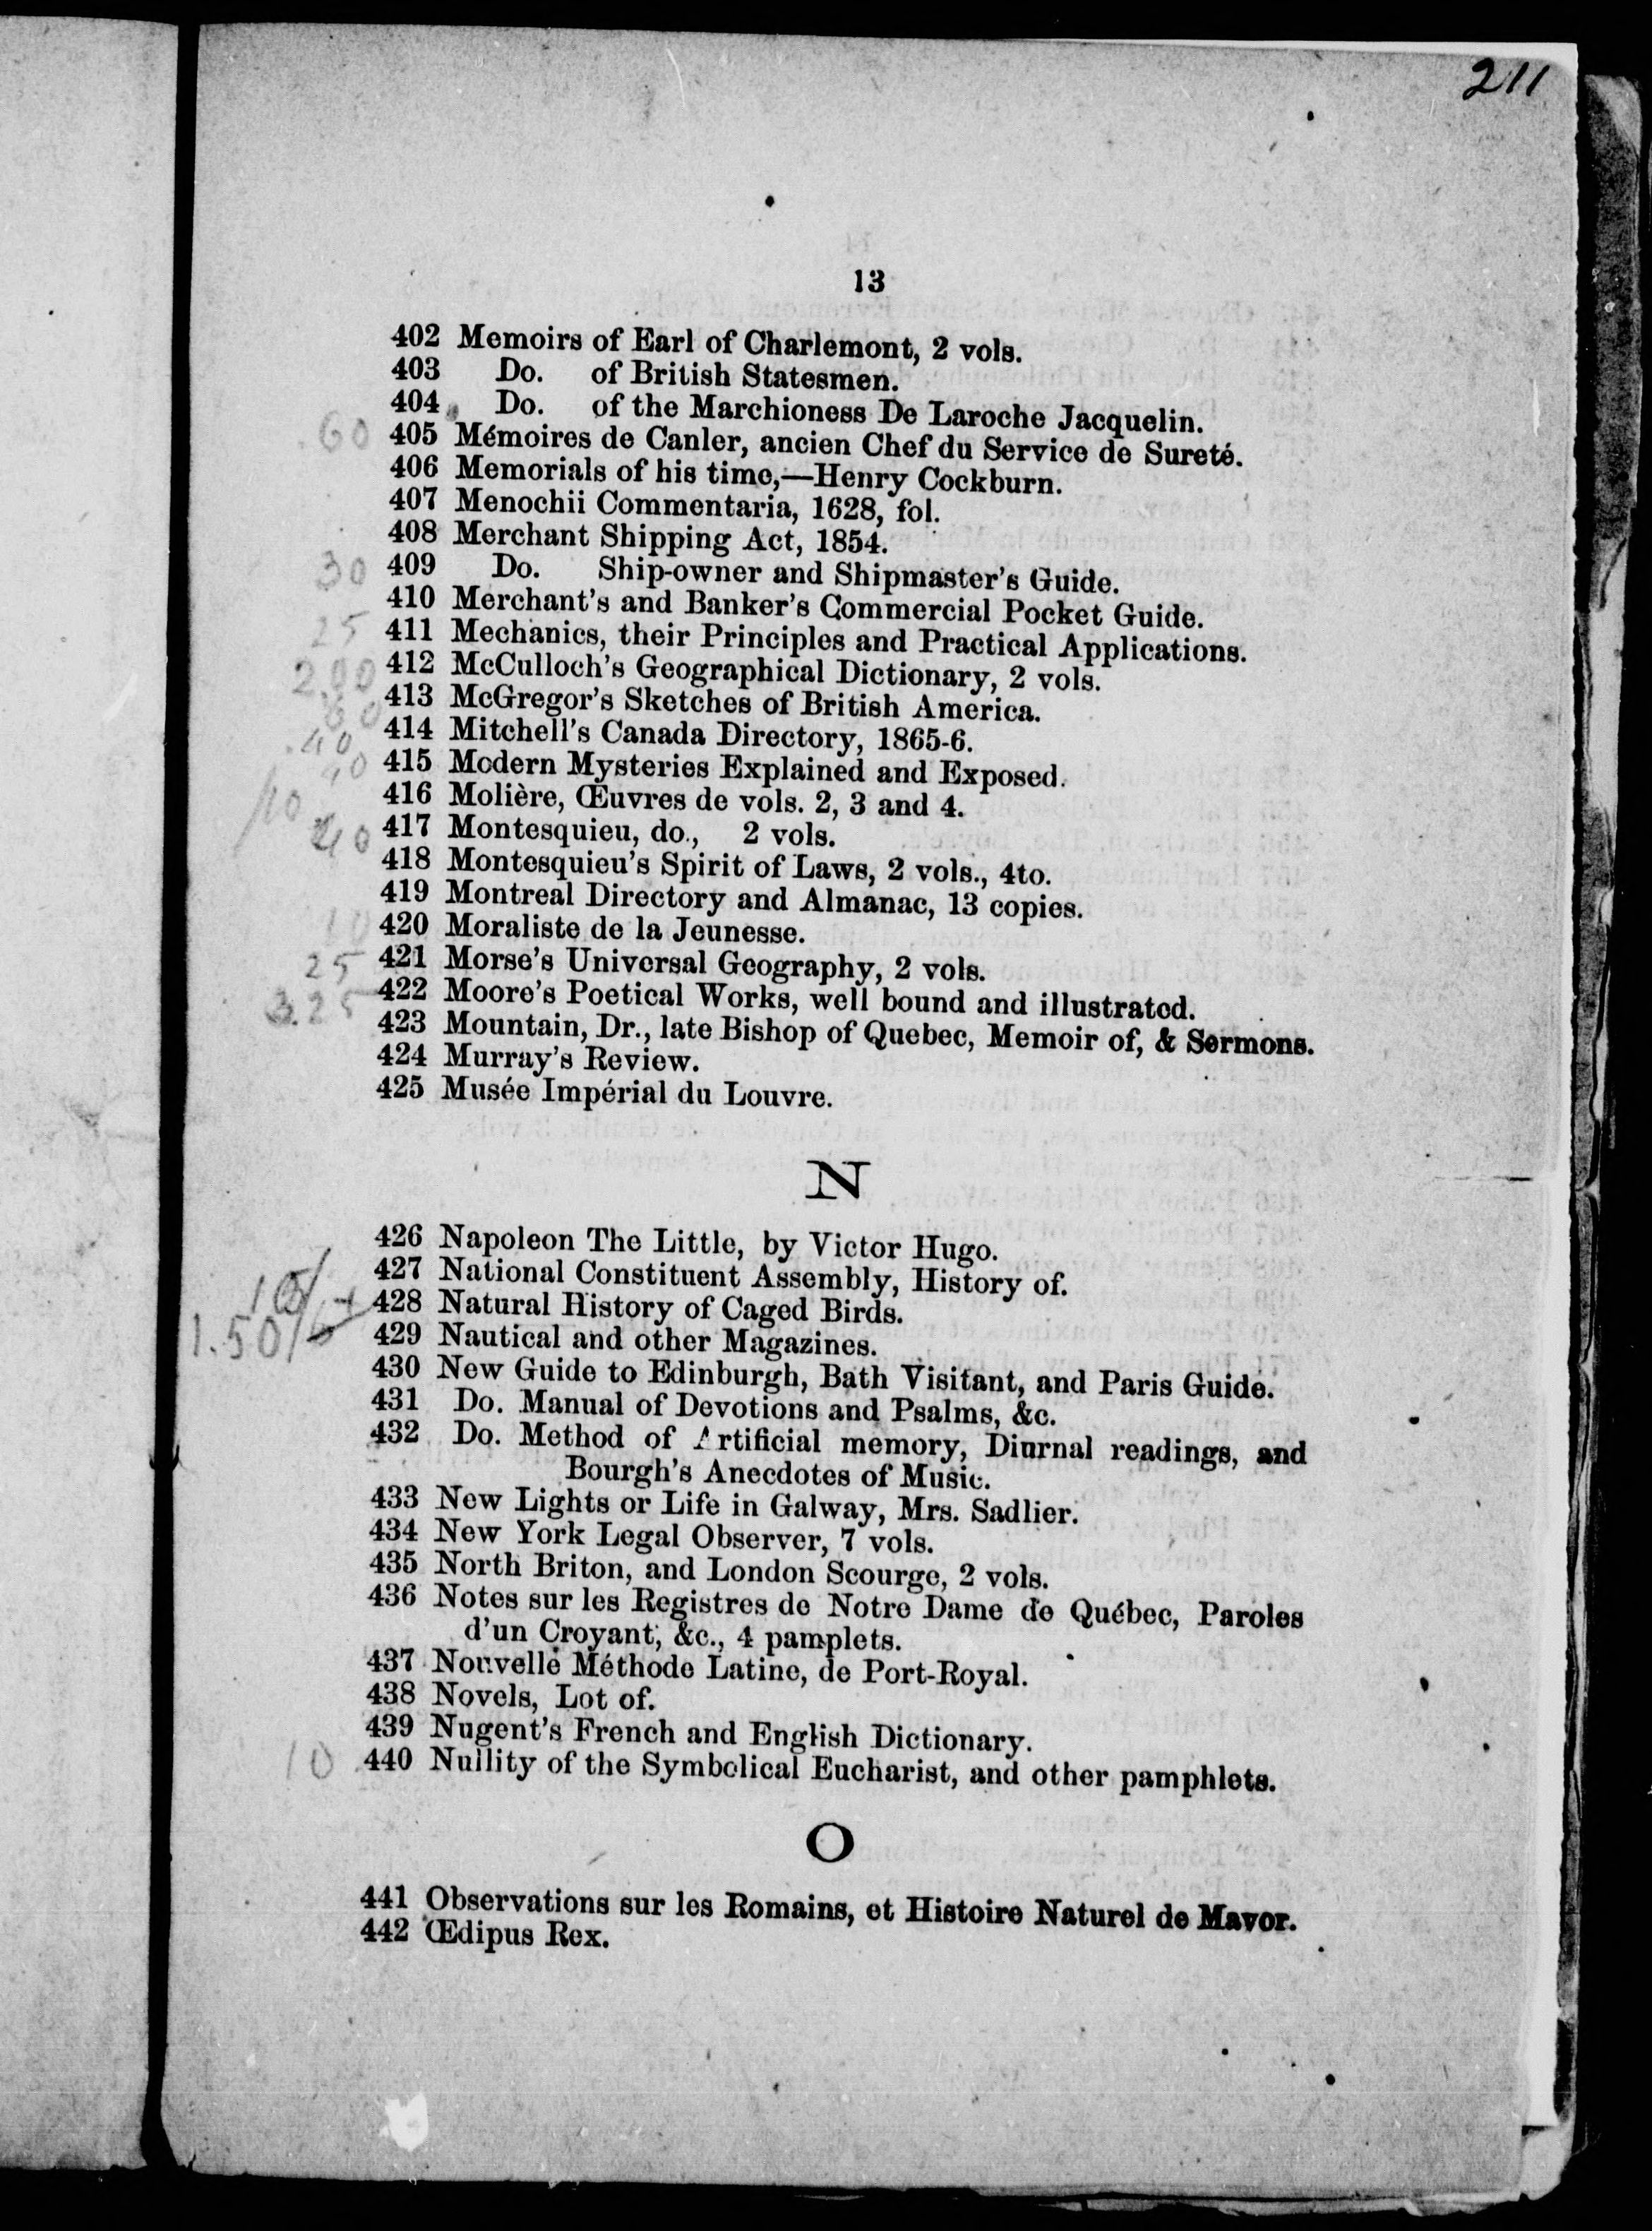 211
13
402 Memoirs of Earl of Charlemont, 2 vols.
403 Do. of British Statesmen.
404 Do. of the Marchioness De Laroche Jacquelin.
60 405 Mémoires de Canler, ancien Chef du Service de Sureté.
406 Memorials of his time,—Henry Cockburn.
407 Menochii Commentaria, 1628, fol.
408 Merchant Shipping Act, 1854.
30 409 Do. Ship-owner and Shipmaster's Guide.
410 Merchant's and Banker's Commercial Pocket Guide.
25 411 Mechanics, their Principles and Practical Applications.
2.00 412 McCulloch's Geographical Dictionary, 2 vols.
60 413 McGregor's Sketches of British America.
.40 414 Mitchell's Canada Directory, 1865-6.
40 415 Modern Mysteries Explained and Exposed.
416 Molière, Œuvres de vols. 2, 3 and 4.
40 417 Montesquieu, do., 2 vols.
418 Montesquieu's Spirit of Laws, 2 vols., 4to.
419 Montreal Directory and Almanac, 13 copies.
10 420 Moraliste de la Jeunesse.
25 421 Morse's Universal Geography, 2 vols.
3.25 422 Moore's Poetical Works, well bound and illustrated.
423 Mountain, Dr., late Bishop of Quebec, Memoir of, & Sermons.
424 Murray's Review.
425 Musée Impérial du Louvre.
N
426 Napoleon The Little, by Victor Hugo.
427 National Constituent Assembly, History of.
428 Natural History of Caged Birds.
1.50 429 Nautical and other Magazines.
430 New Guide to Edinburgh, Bath Visitant, and Paris Guide.
431 Do. Manual of Devotions and Psalms, &c.
432 Do. Method of Artificial memory, Diurnal readings, and
Bourgh's Anecdotes of Music.
433 New Lights or Life in Galway, Mrs. Sadlier.
434 New York Legal Observer, 7 vols.
435 North Briton, and London Scourge, 2 vols.
436 Notes sur les Registres de Notre Dame de Québec, Paroles
d'un Croyant, &c., 4 pamplets.
437 Nouvelle Méthode Latine, de Port-Royal.
438 Novels, Lot of.
439 Nugent's French and English Dictionary.
10 440 Nullity of the Symbolical Eucharist, and other pamphlets.
O
441 Observations sur les Romains, et Histoire Naturel de Mavor.
442 Œdipus Rex.